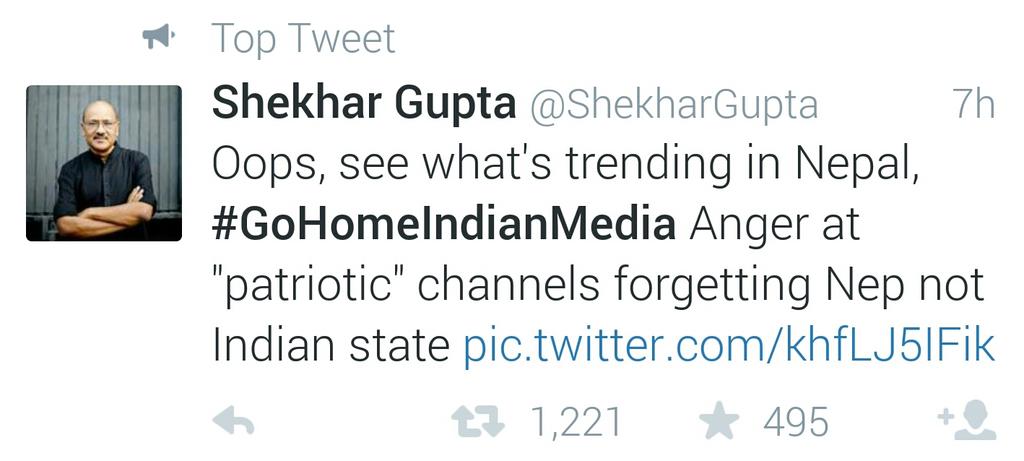 Top Tweet
Shekhar Gupta @ShekharGupta 7h
Oops, see what's trending in Nepal,
#GoHomeIndianMedia Anger at
"patriotic" channels forgetting Nep not
Indian state pic.twitter.com/khfLJ5IFik
1,221 495